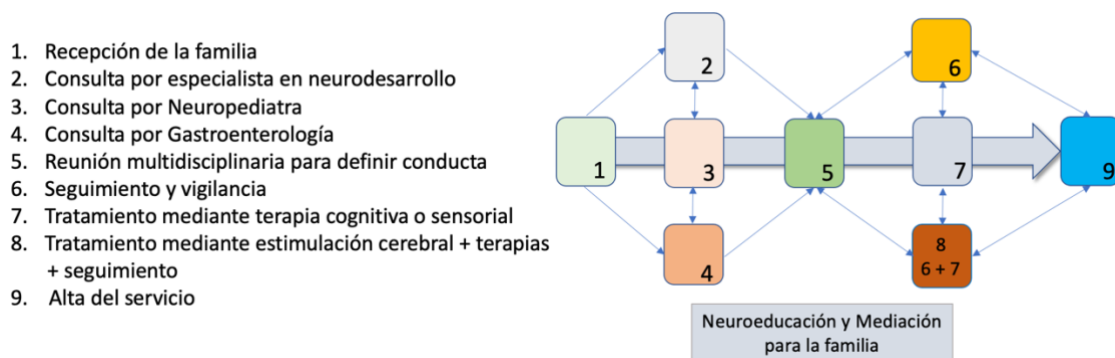 1. Recepción de la familia
2. Consulta por especialista en neurodesarrollo
3. Consulta por Neuropediatra
4. Consulta por Gastroenterología
5. Reunión multidisciplinaria para definir conducta
6. Seguimiento y vigilancia
7. Tratamiento mediante terapia cognitiva o sensorial
8. Tratamiento mediante estimulación cerebral + terapias
+ seguimiento
9. Alta del servicio
2
6
1
3
5
7
9
4
8
6 + 7
Neuroeducación y Mediación
para la familia